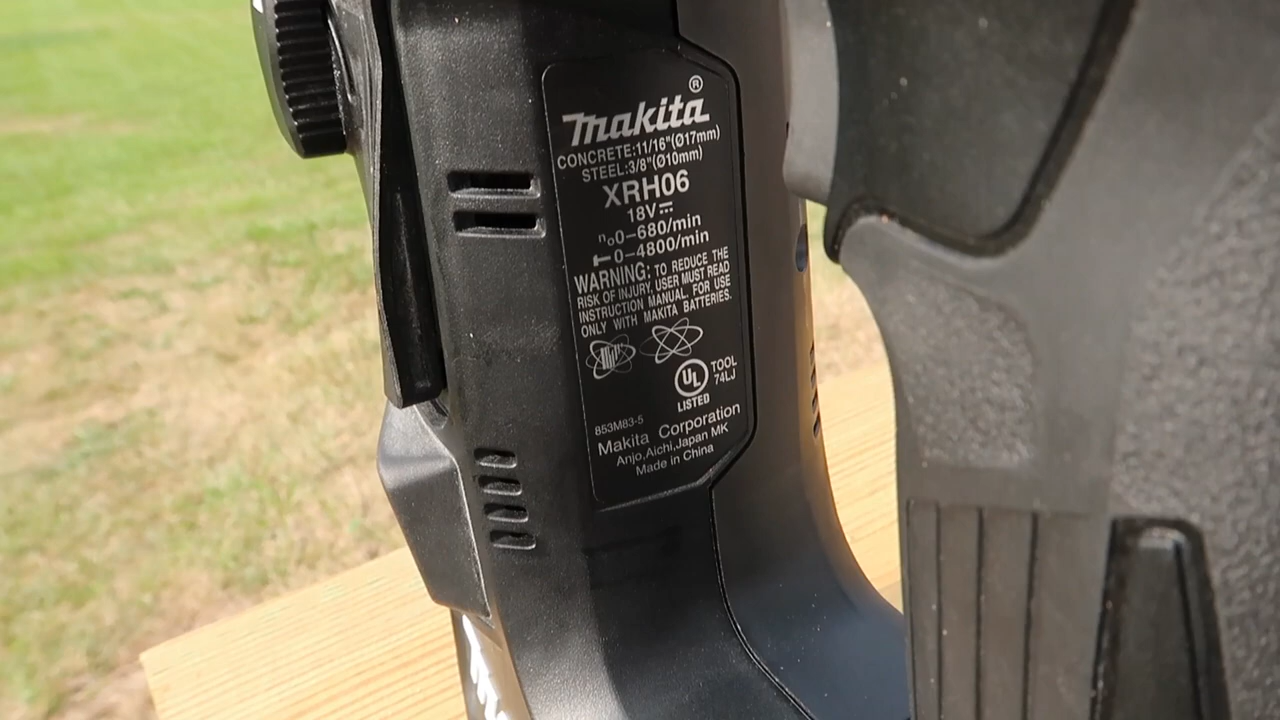 makita®
CONCRETE:11/16"(Ø17mm)
STEEL:3/8"(Ø10mm)
XRH06
18V⎓
n₀0–680/min
0–4800/min
WARNING: TO REDUCE THE
RISK OF INJURY, USER MUST READ
INSTRUCTION MANUAL. FOR USE
ONLY WITH MAKITA BATTERIES.
UL TOOL
LISTED 74LJ
853M83-5
Makita Corporation
Anjo,Aichi,Japan MK
Made in China